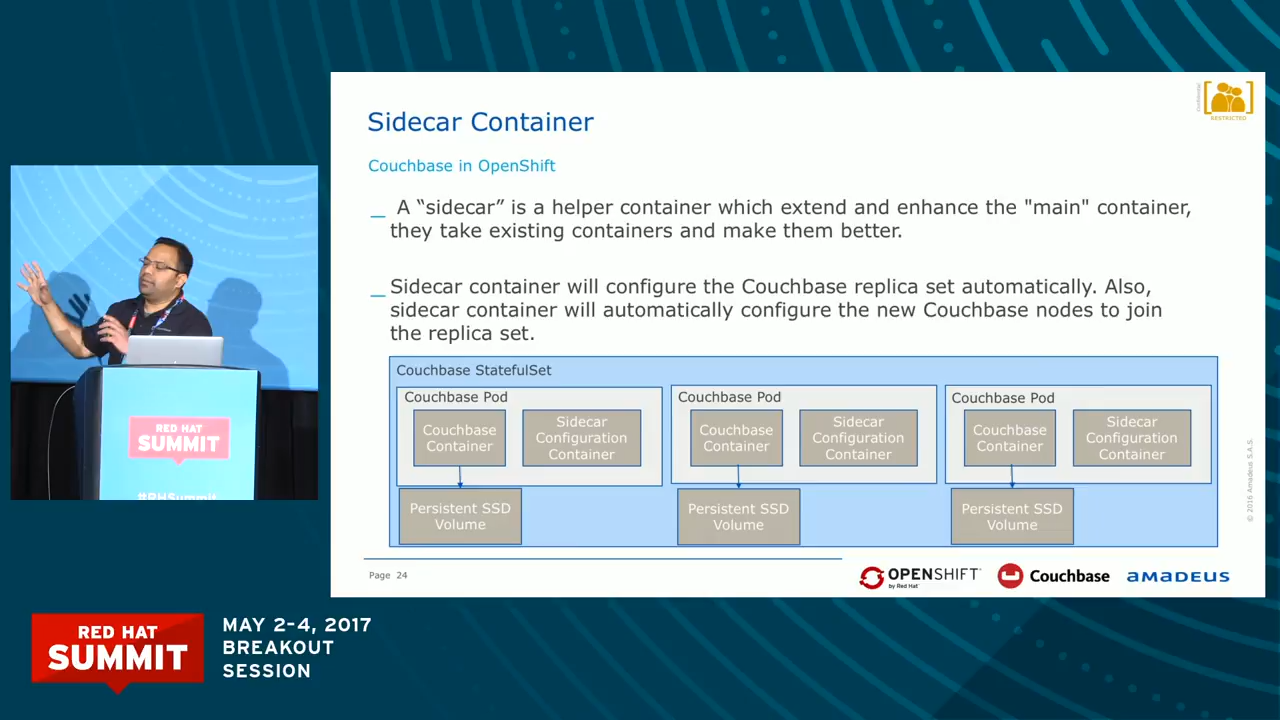 Sidecar Container
Couchbase in OpenShift
_ A “sidecar” is a helper container which extend and enhance the "main" container,
they take existing containers and make them better.
_ Sidecar container will configure the Couchbase replica set automatically. Also,
sidecar container will automatically configure the new Couchbase nodes to join
the replica set.
Couchbase StatefulSet
Couchbase Pod
Couchbase
Container
Sidecar
Configuration
Container
Persistent SSD
Volume
Couchbase Pod
Couchbase
Container
Sidecar
Configuration
Container
Persistent SSD
Volume
Couchbase Pod
Couchbase
Container
Sidecar
Configuration
Container
Persistent SSD
Volume
Page 24
OPENSHIFT
by Red Hat
Couchbase
AMADEUS
© 2016 Amadeus S.A.S.
Confidential
RESTRICTED
RED HAT
SUMMIT
#RHSummit
RED HAT
SUMMIT
MAY 2–4, 2017
BREAKOUT
SESSION